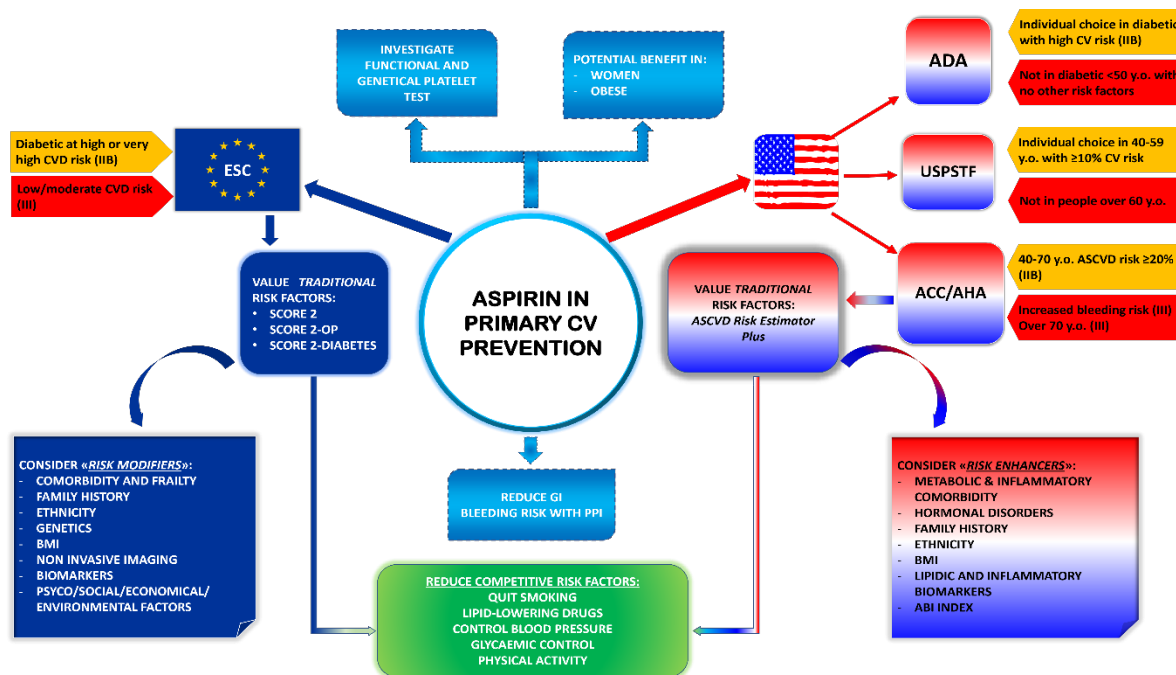 INVESTIGATE
FUNCTIONAL AND
GENETICAL PLATELET
TEST
POTENTIAL BENEFIT IN:
- WOMEN
- OBESE
Diabetic at high or very
high CVD risk (IIB)
Low/moderate CVD risk
(III)
ESC
ADA
Individual choice in diabetic
with high CV risk (IIB)
Not in diabetic <50 y.o. with
no other risk factors
USPSTF
Individual choice in 40-59
y.o. with ≥10% CV risk
Not in people over 60 y.o.
ACC/AHA
40-70 y.o. ASCVD risk ≥20%
(IIB)
Increased bleeding risk (III)
Over 70 y.o. (III)
VALUE TRADITIONAL
RISK FACTORS:
• SCORE 2
• SCORE 2-OP
• SCORE 2-DIABETES
ASPIRIN IN
PRIMARY CV
PREVENTION
VALUE TRADITIONAL
RISK FACTORS:
ASCVD Risk Estimator
Plus
CONSIDER «RISK MODIFIERS»:
- COMORBIDITY AND FRAILTY
- FAMILY HISTORY
- ETHNICITY
- GENETICS
- BMI
- NON INVASIVE IMAGING
- BIOMARKERS
- PSYCO/SOCIAL/ECONOMICAL/
ENVIRONMENTAL FACTORS
REDUCE GI
BLEEDING RISK WITH PPI
CONSIDER «RISK ENHANCERS»:
- METABOLIC & INFLAMMATORY
COMORBIDITY
- HORMONAL DISORDERS
- FAMILY HISTORY
- ETHNICITY
- BMI
- LIPIDIC AND INFLAMMATORY
BIOMARKERS
- ABI INDEX
REDUCE COMPETITIVE RISK FACTORS:
QUIT SMOKING
LIPID-LOWERING DRUGS
CONTROL BLOOD PRESSURE
GLYCAEMIC CONTROL
PHYSICAL ACTIVITY